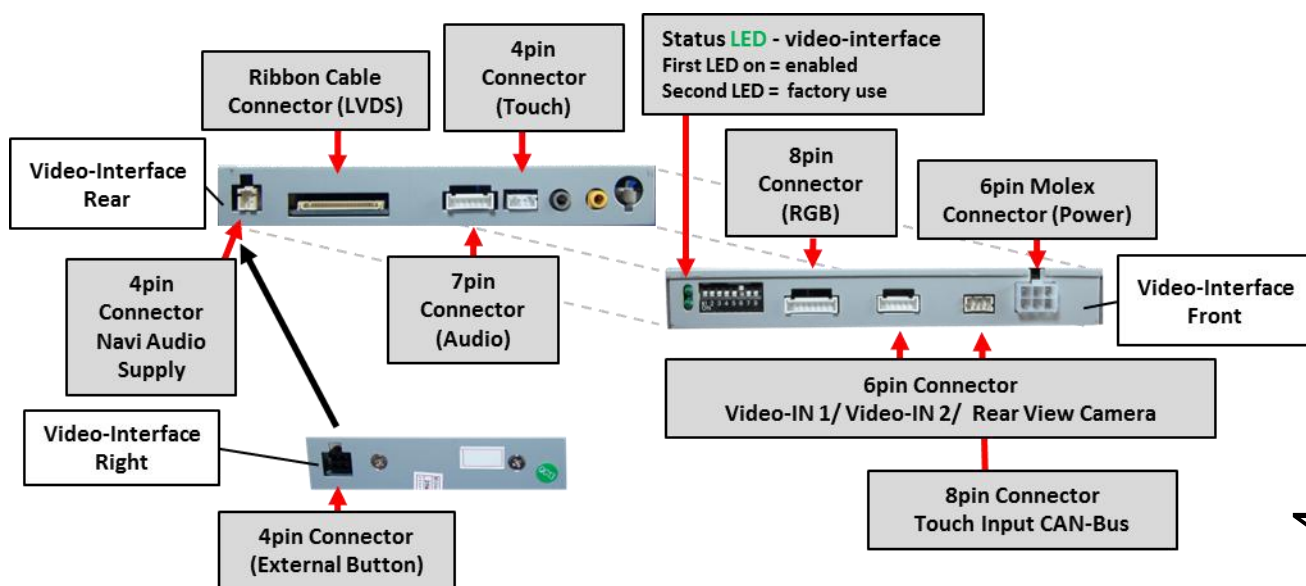 Status LED - video-interface
First LED on = enabled
Second LED = factory use
4pin
Connector
(Touch)
Ribbon Cable
Connector (LVDS)
8pin
Connector
(RGB)
6pin Molex
Connector (Power)
Video-Interface
Rear
4pin
Connector
Navi Audio
Supply
7pin
Connector
(Audio)
Video-Interface
Front
6pin Connector
Video-IN 1/ Video-IN 2/ Rear View Camera
Video-Interface
Right
8pin Connector
Touch Input CAN-Bus
4pin Connector
(External Button)